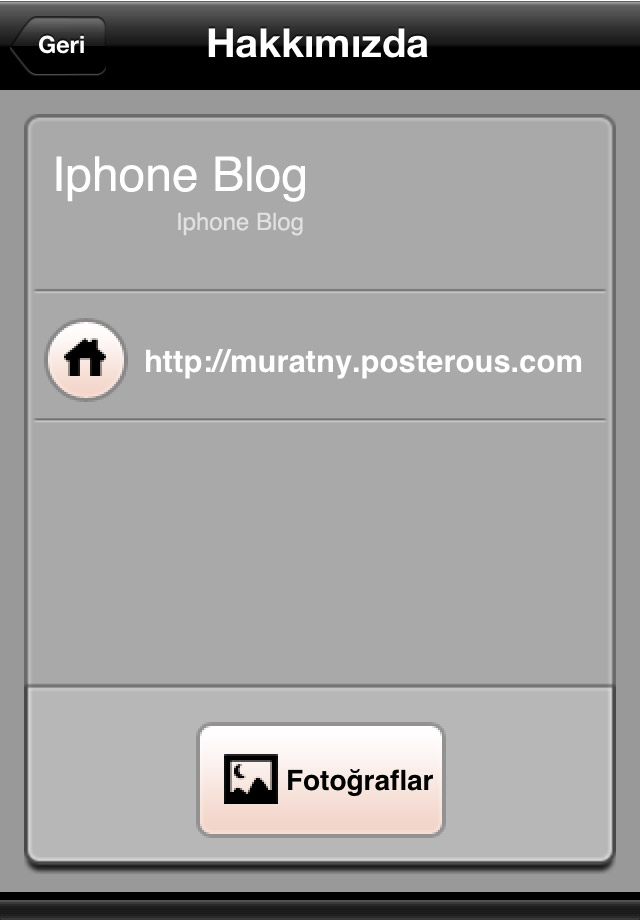 Geri
Hakkımızda
Iphone Blog
Iphone Blog
http://muratny.posterous.com
Fotoğraflar